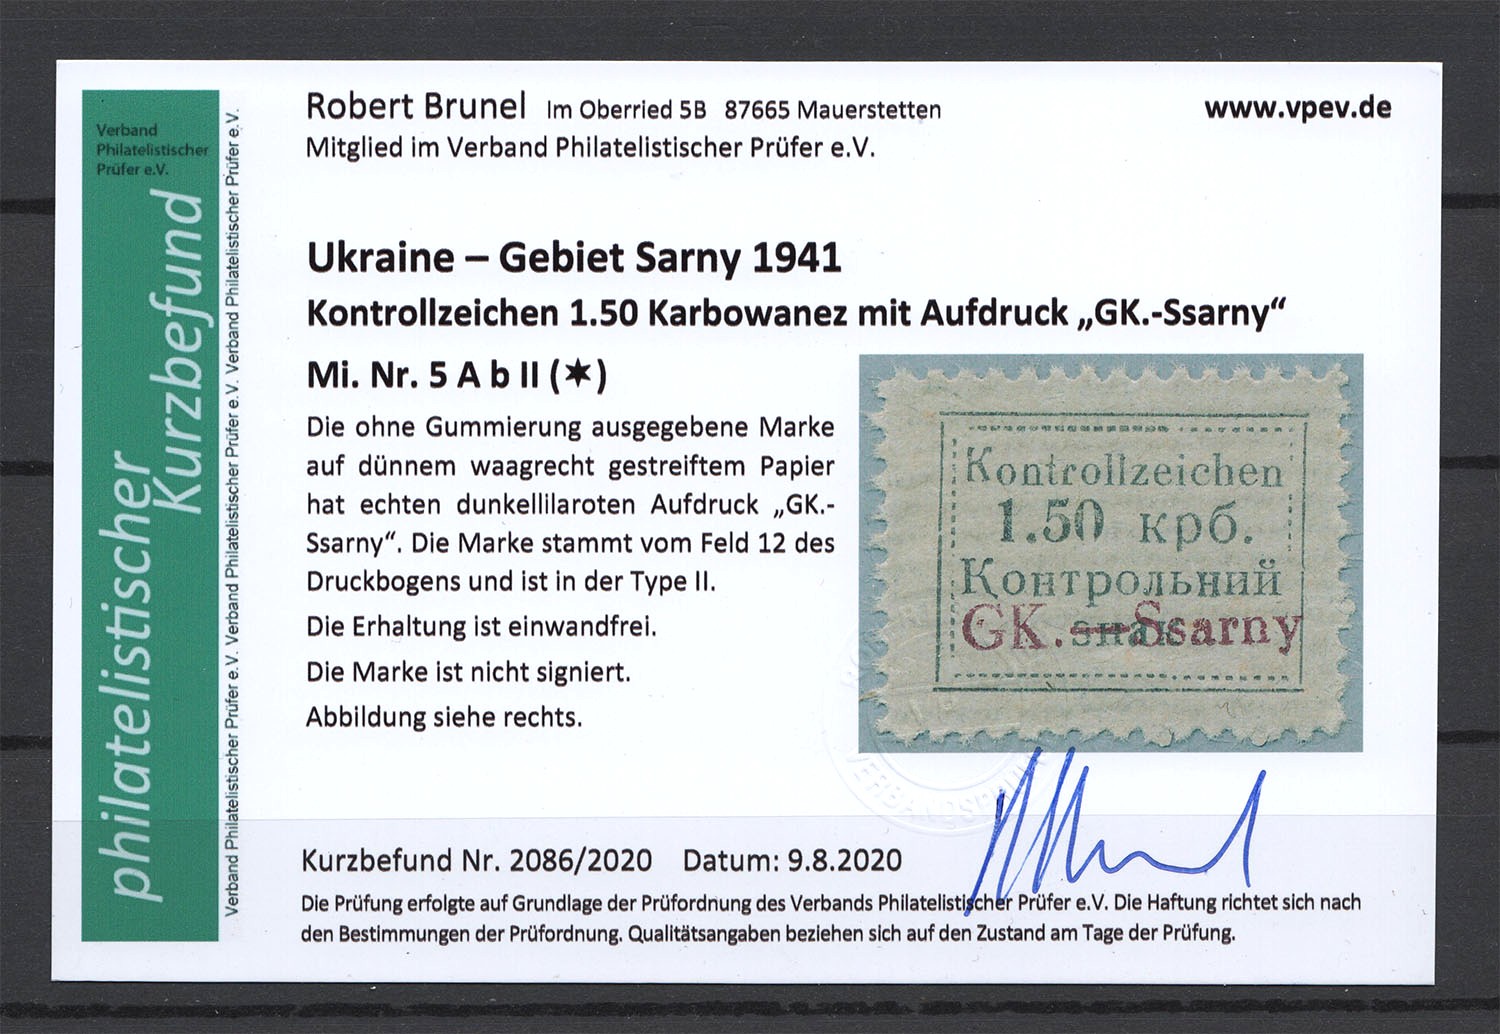 Verband
Philatelistischer
Prüfer e.V.
philatelistischer
Kurzbefund
Verband Philatelistischer Prüfer e.V. Verband Philatelistischer Prüfer e.V. Verband Philatelistischer Prüfer e.V. Verband Philatelistischer Prüfer e.V.
Robert Brunel Im Oberried 5B 87665 Mauerstetten
www.vpev.de
Mitglied im Verband Philatelistischer Prüfer e.V.
Ukraine – Gebiet Sarny 1941
Kontrollzeichen 1.50 Karbowanez mit Aufdruck „GK.-Ssarny“
Mi. Nr. 5 A b II (✶)
Die ohne Gummierung ausgegebene Marke
auf dünnem waagrecht gestreiftem Papier
hat echten dunkellilaroten Aufdruck „GK.-
Ssarny“. Die Marke stammt vom Feld 12 des
Druckbogens und ist in der Type II.
Die Erhaltung ist einwandfrei.
Die Marke ist nicht signiert.
Abbildung siehe rechts.
Kontrollzeichen
1.50 крб.
Контрольний
знак
GK.-Ssarny
Kurzbefund Nr. 2086/2020 Datum: 9.8.2020
Die Prüfung erfolgte auf Grundlage der Prüfordnung des Verbands Philatelistischer Prüfer e.V. Die Haftung richtet sich nach
den Bestimmungen der Prüfordnung. Qualitätsangaben beziehen sich auf den Zustand am Tage der Prüfung.